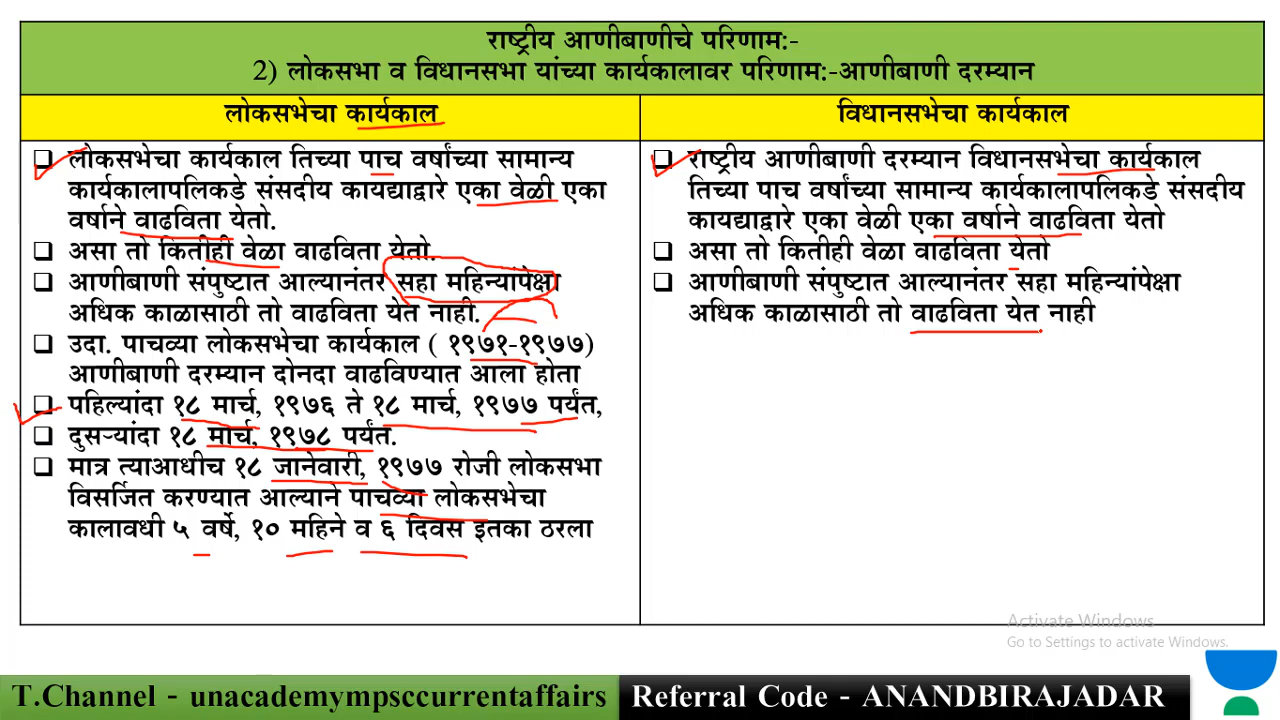 राष्ट्रीय आणीबाणीचे परिणाम:-
2) लोकसभा व विधानसभा यांच्या कार्यकालावर परिणाम:-आणीबाणी दरम्यान
लोकसभेचा कार्यकाल
लोकसभेचा कार्यकाल तिच्या पाच वर्षांच्या सामान्य
कार्यकालापलिकडे संसदीय कायद्याद्वारे एका वेळी एका
वर्षाने वाढविता येतो.
असा तो कितीही वेळा वाढविता येतो.
आणीबाणी संपुष्टात आल्यानंतर सहा महिन्यांपेक्षा
अधिक काळासाठी तो वाढविता येत नाही.
उदा. पाचव्या लोकसभेचा कार्यकाल ( १९७१-१९७७)
आणीबाणी दरम्यान दोनदा वाढविण्यात आला होता
पहिल्यांदा १८ मार्च, १९७६ ते १८ मार्च, १९७७ पर्यंत,
दुसऱ्यांदा १८ मार्च, १९७८ पर्यंत.
मात्र त्याआधीच १८ जानेवारी, १९७७ रोजी लोकसभा
विसर्जित करण्यात आल्याने पाचव्या लोकसभेचा
कालावधी ५ वर्षे, १० महिने व ६ दिवस इतका ठरला
विधानसभेचा कार्यकाल
राष्ट्रीय आणीबाणी दरम्यान विधानसभेचा कार्यकाल
तिच्या पाच वर्षांच्या सामान्य कार्यकालापलिकडे संसदीय
कायद्याद्वारे एका वेळी एका वर्षाने वाढविता येतो
असा तो कितीही वेळा वाढविता येतो
आणीबाणी संपुष्टात आल्यानंतर सहा महिन्यांपेक्षा
अधिक काळासाठी तो वाढविता येत नाही
Activate Windows
Go to Settings to activate Windows.
T.Channel - unacademympsccurrentaffairs Referral Code - ANANDBIRAJADAR